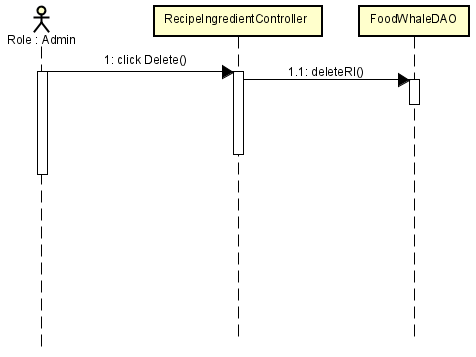 RecipeIngredientController
FoodWhaleDAO
Role : Admin
1: click Delete()
1.1: deleteRI()